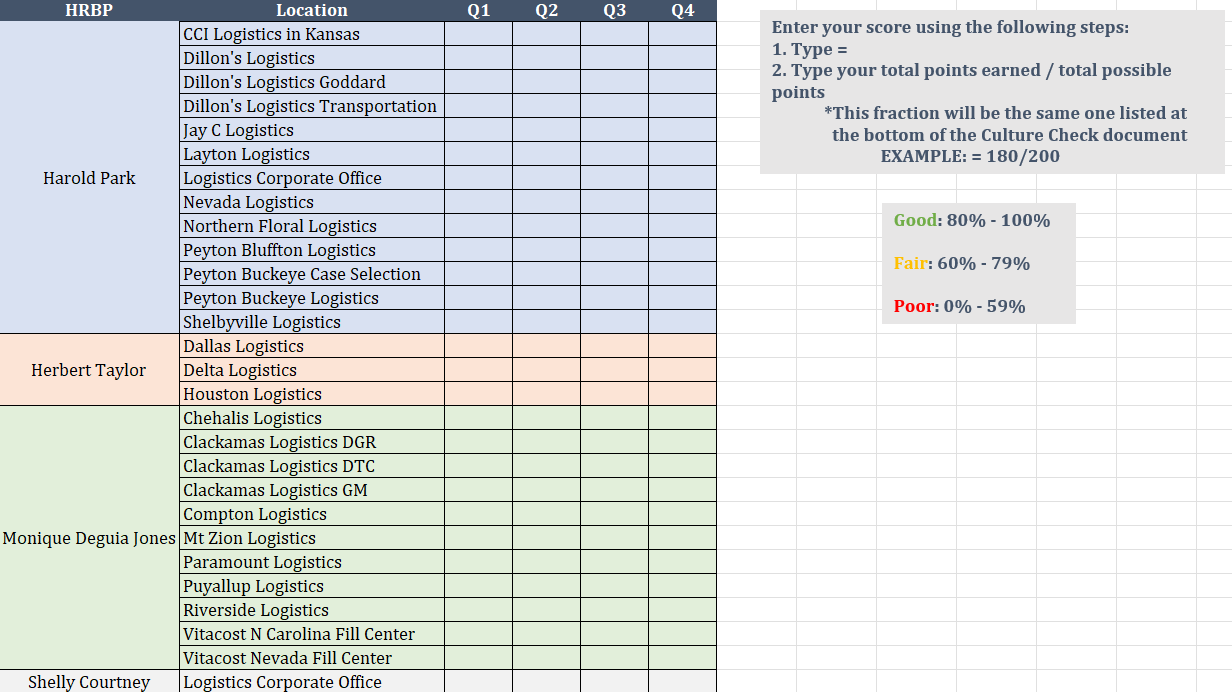 HRBP Location Q1 Q2 Q3 Q4
Harold Park
CCI Logistics in Kansas
Dillon's Logistics
Dillon's Logistics Goddard
Dillon's Logistics Transportation
Jay C Logistics
Layton Logistics
Logistics Corporate Office
Nevada Logistics
Northern Floral Logistics
Peyton Bluffton Logistics
Peyton Buckeye Case Selection
Peyton Buckeye Logistics
Shelbyville Logistics
Herbert Taylor
Dallas Logistics
Delta Logistics
Houston Logistics
Monique Deguia Jones
Chehalis Logistics
Clackamas Logistics DGR
Clackamas Logistics DTC
Clackamas Logistics GM
Compton Logistics
Mt Zion Logistics
Paramount Logistics
Puyallup Logistics
Riverside Logistics
Vitacost N Carolina Fill Center
Vitacost Nevada Fill Center
Shelly Courtney
Logistics Corporate Office
Enter your score using the following steps:
1. Type =
2. Type your total points earned / total possible
points
*This fraction will be the same one listed at
the bottom of the Culture Check document
EXAMPLE: = 180/200
Good: 80% - 100%
Fair: 60% - 79%
Poor: 0% - 59%